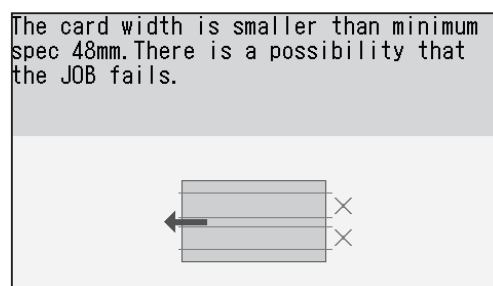 The card width is smaller than minimum
spec 48mm.There is a possibility that
the JOB fails.